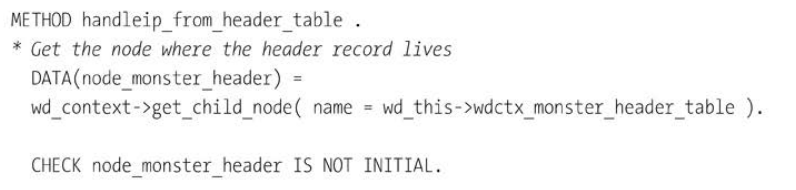 METHOD handleip_from_header_table .
* Get the node where the header record lives
DATA(node_monster_header) =
wd_context->get_child_node( name = wd_this->wdctx_monster_header_table ).
CHECK node_monster_header IS NOT INITIAL.